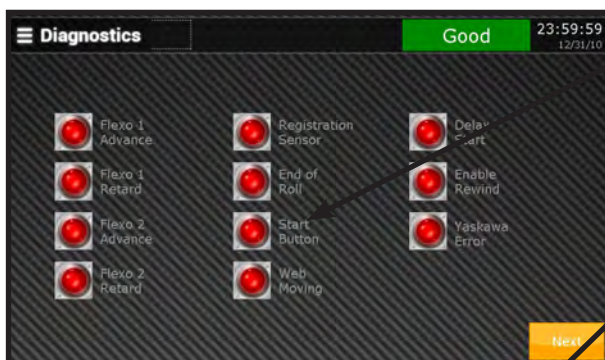 Diagnostics
Good
23:59:59
12/31/10
Flexo 1
Advance
Registration
Sensor
Delay
Start
Flexo 1
Retard
End of
Roll
Enable
Rewind
Flexo 2
Advance
Start
Button
Yaskawa
Error
Flexo 2
Retard
Web
Moving
Next